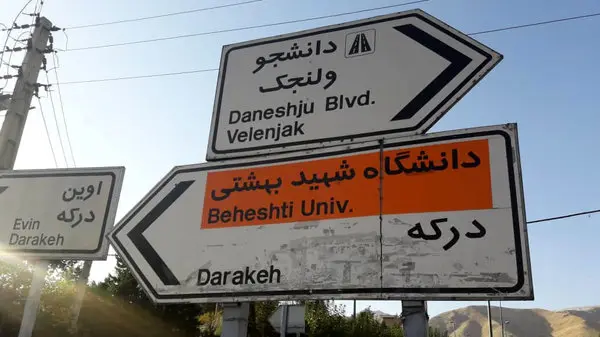 دانشجو
ولنجک
Daneshju Blvd.
Velenjak
دانشگاه شهید بهشتی
Beheshti Univ.
درکه
Darakeh
اوین
درکه
Evin
Darakeh